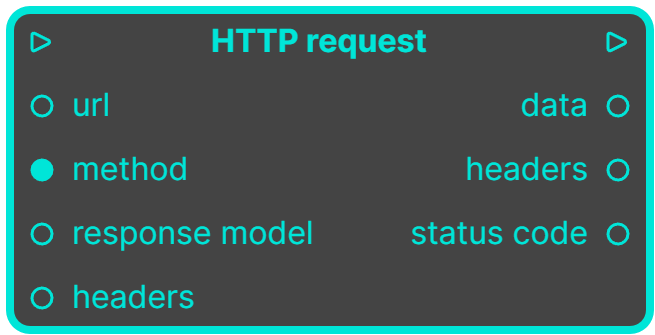 HTTP request
url data
method headers
response model status code
headers